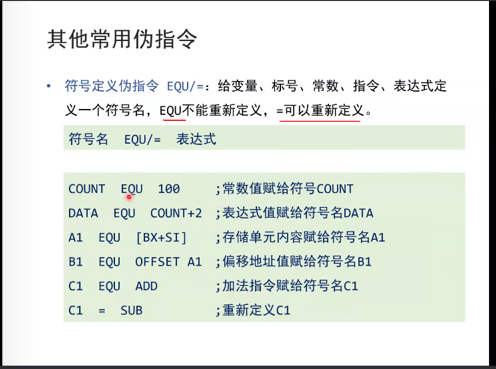 其他常用伪指令
• 符号定义伪指令 EQU/=: 给变量、标号、常数、指令、表达式定
义一个符号名，EQU不能重新定义，=可以重新定义。
符号名  EQU/=  表达式
COUNT  EQU  100  ;常数值赋给符号COUNT
DATA  EQU  COUNT+2  ;表达式值赋给符号名DATA
A1  EQU  [BX+SI]  ;存储单元内容赋给符号名A1
B1  EQU  OFFSET A1  ;偏移地址值赋给符号名B1
C1  EQU  ADD  ;加法指令赋给符号名C1
C1  =  SUB  ;重新定义C1